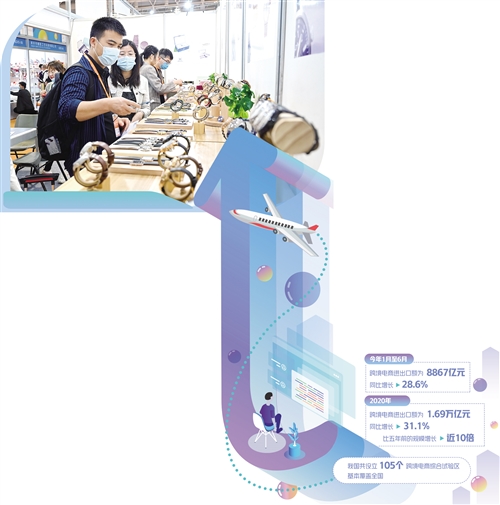 今年1月至6月
跨境电商进出口额为 8867亿元
同比增长 28.6%
2020年
跨境电商进出口额为 1.69万亿元
同比增长 31.1%
比五年前的规模增长 近10倍
我国共设立 105个 跨境电商综合试验区
基本覆盖全国